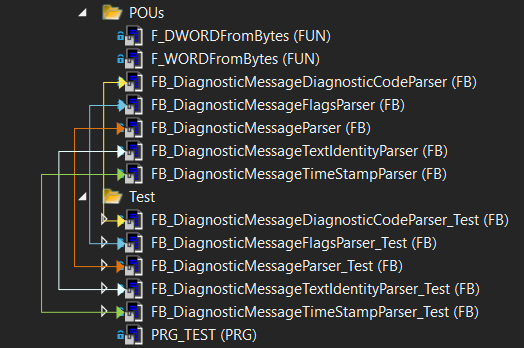 POUs
F_DWORDFromBytes (FUN)
F_WORDFromBytes (FUN)
FB_DiagnosticMessageDiagnosticCodeParser (FB)
FB_DiagnosticMessageFlagsParser (FB)
FB_DiagnosticMessageParser (FB)
FB_DiagnosticMessageTextIdentityParser (FB)
FB_DiagnosticMessageTimeStampParser (FB)
Test
FB_DiagnosticMessageDiagnosticCodeParser_Test (FB)
FB_DiagnosticMessageFlagsParser_Test (FB)
FB_DiagnosticMessageParser_Test (FB)
FB_DiagnosticMessageTextIdentityParser_Test (FB)
FB_DiagnosticMessageTimeStampParser_Test (FB)
PRG_TEST (PRG)